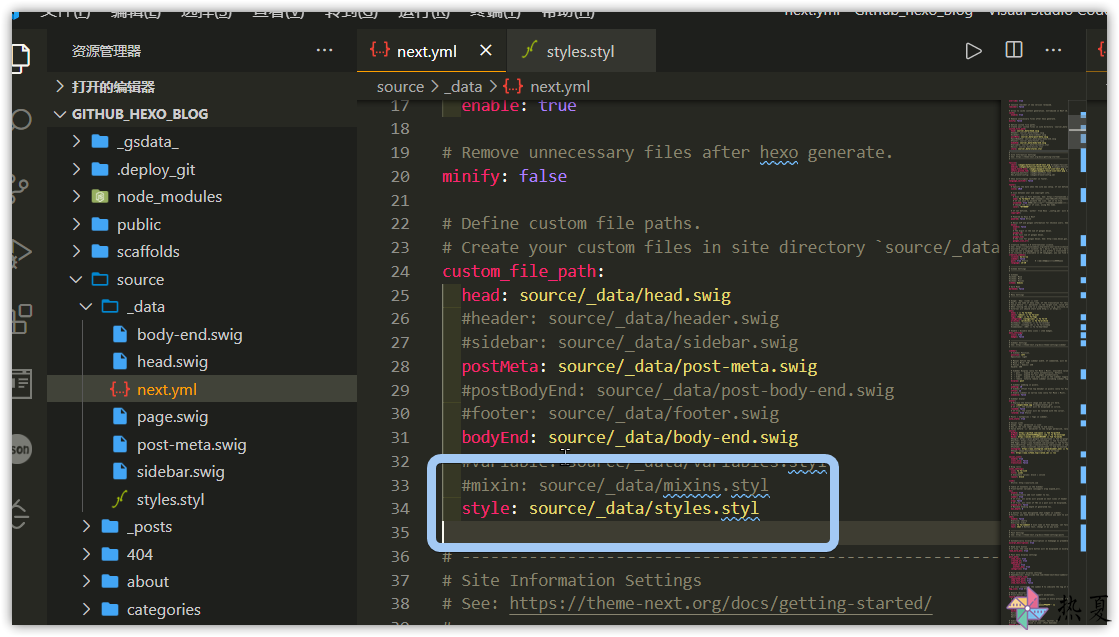 文件(F) 编辑(E) 选择(S) 查看(V) 转到(G) 运行(R) 终端(T) 帮助(H) next.yml - Github_hexo_blog - Visual Studio Code
资源管理器 ···
打开的编辑器
GITHUB_HEXO_BLOG
_gsdata_
.deploy_git
node_modules
public
scaffolds
source
_data
body-end.swig
head.swig
next.yml
page.swig
post-meta.swig
sidebar.swig
styles.styl
_posts
404
about
categories
{..} next.yml × styles.styl ···
source > _data > {..} next.yml
17 enable: true
18
19 # Remove unnecessary files after hexo generate.
20 minify: false
21
22 # Define custom file paths.
23 # Create your custom files in site directory `source/_data
24 custom_file_path:
25 head: source/_data/head.swig
26 #header: source/_data/header.swig
27 #sidebar: source/_data/sidebar.swig
28 postMeta: source/_data/post-meta.swig
29 #postBodyEnd: source/_data/post-body-end.swig
30 #footer: source/_data/footer.swig
31 bodyEnd: source/_data/body-end.swig
32 #variable: source/_data/variables.styl
33 #mixin: source/_data/mixins.styl
34 style: source/_data/styles.styl
35
36 # ---------------------------------------------------------
37 # Site Information Settings
38 # See: https://theme-next.org/docs/getting-started/
热夏